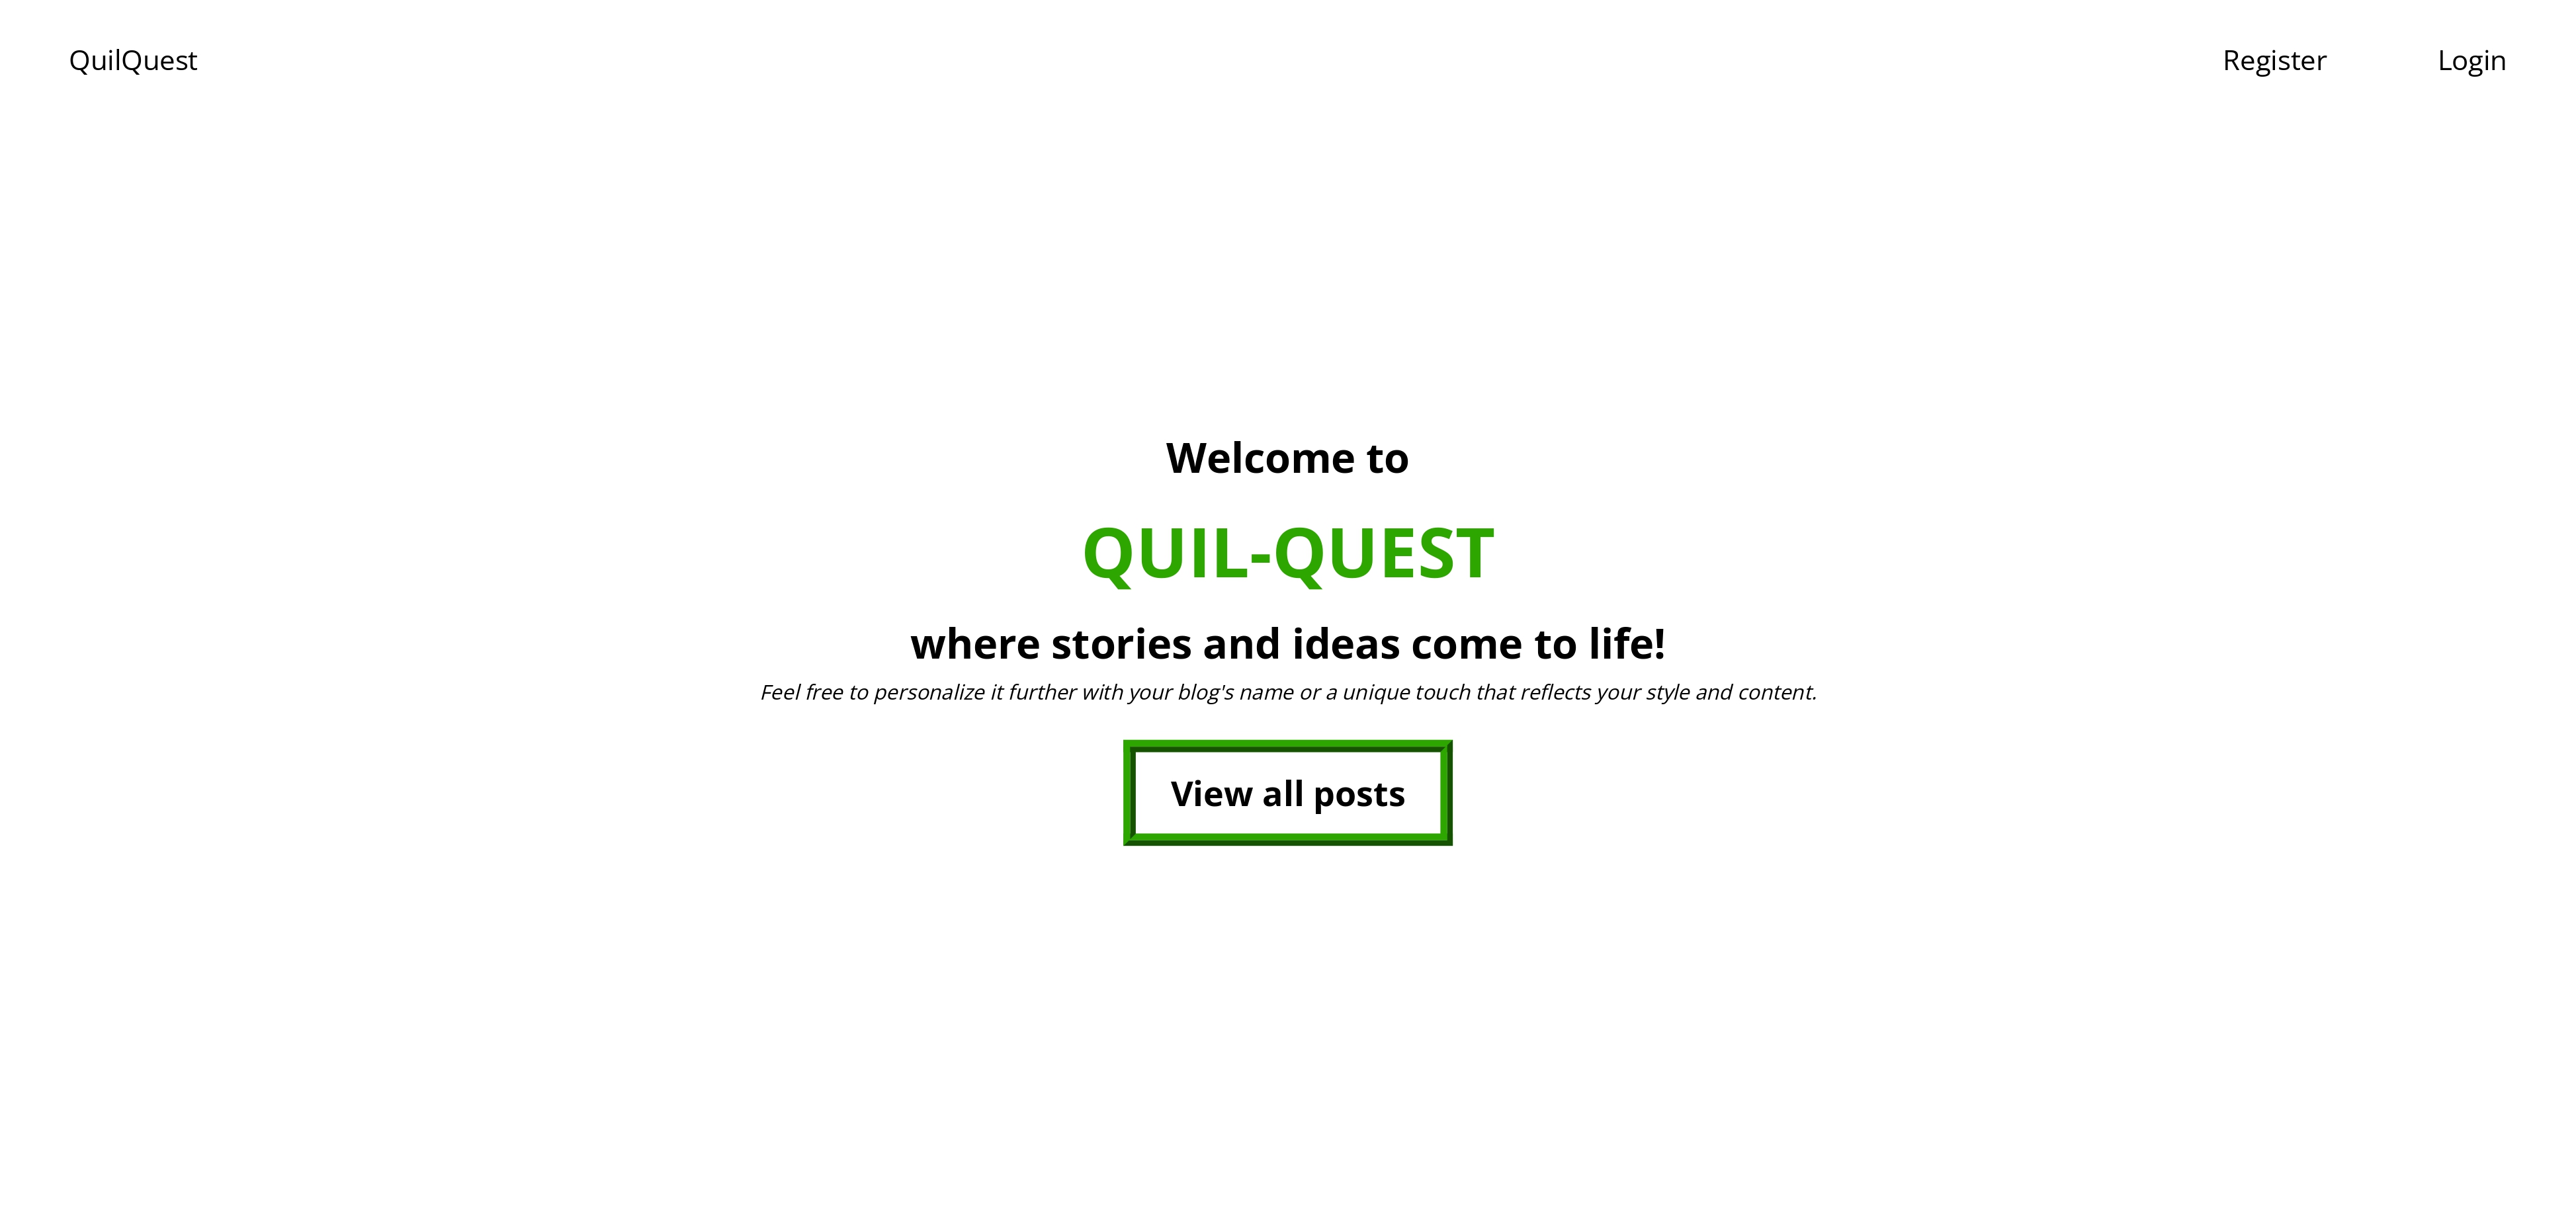 QuilQuest
Register
Login
Welcome to
QUIL-QUEST
where stories and ideas come to life!
Feel free to personalize it further with your blog's name or a unique touch that reflects your style and content.
View all posts